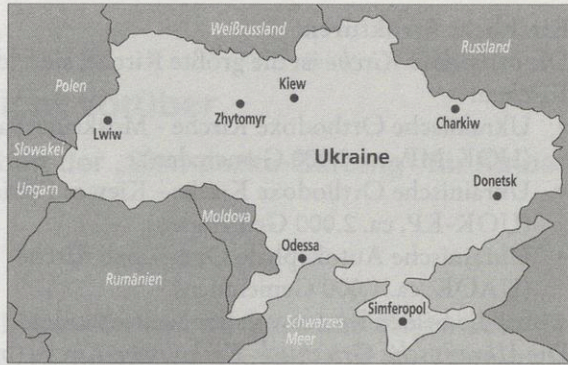 Weißrussland
Russland
Polen
Kiew
Zhytomyr
Lwiw
Charkiw
Slowakei
Ukraine
Ungarn
Donetsk
Moldova
Odessa
Rumänien
Simferopol
Schwarzes
Meer